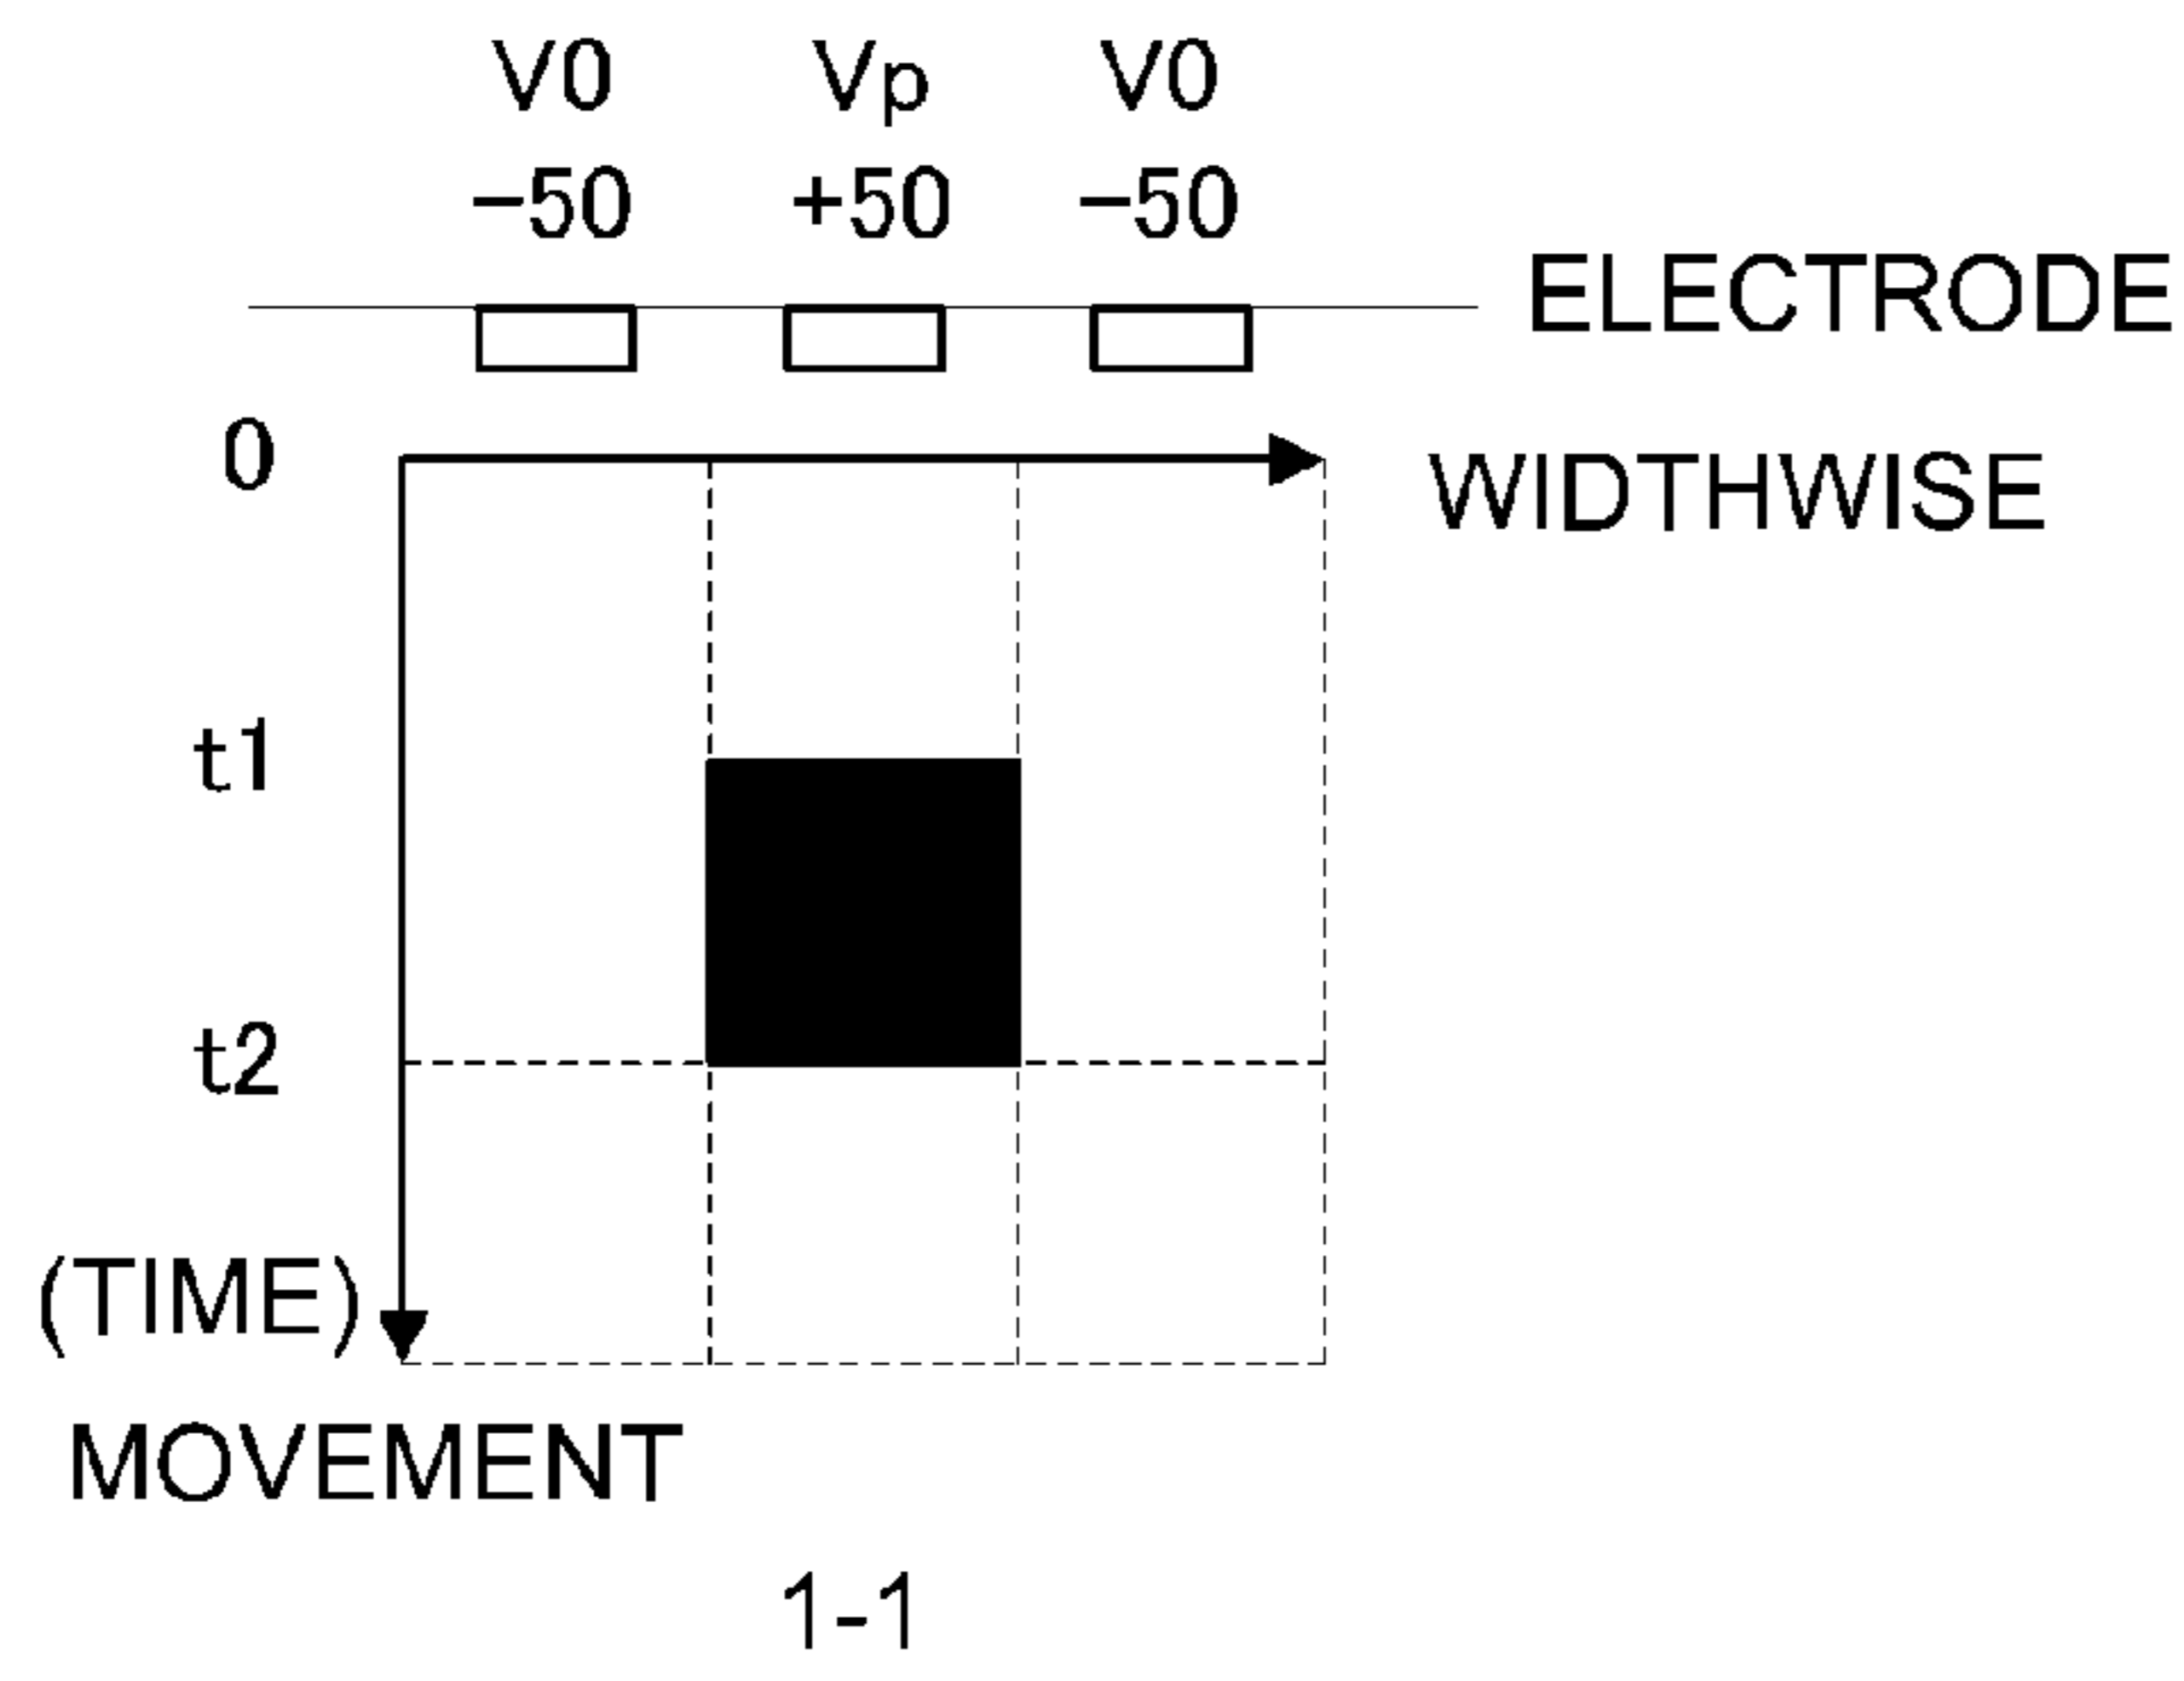 V0 Vp V0
−50 +50 −50
ELECTRODE
0
WIDTHWISE
t1
t2
(TIME)
MOVEMENT
1-1